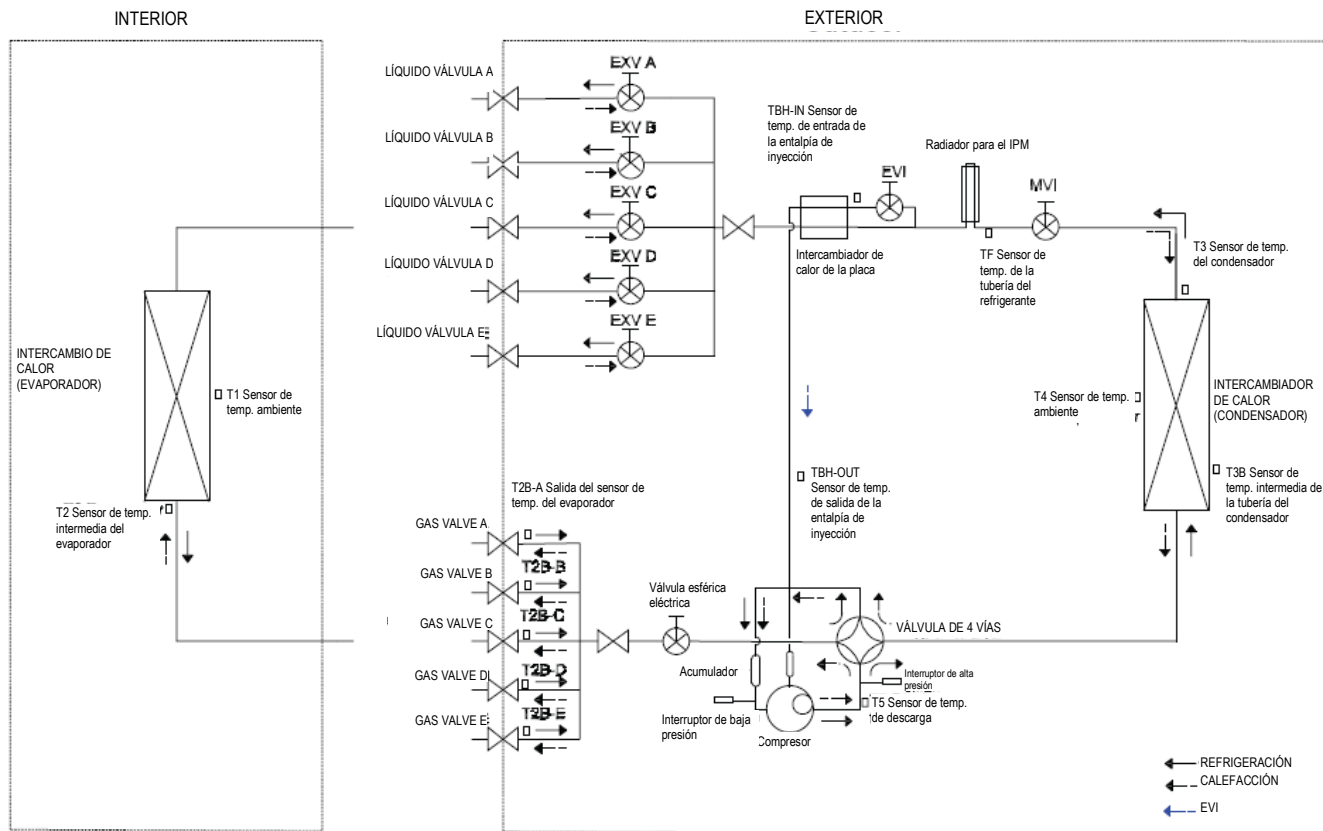 INTERIOR
EXTERIOR
LÍQUIDO VÁLVULA A
EXV A
LÍQUIDO VÁLVULA B
EXV B
LÍQUIDO VÁLVULA C
EXV C
LÍQUIDO VÁLVULA D
EXV D
LÍQUIDO VÁLVULA E
EXV E
TBH-IN Sensor de
temp. de entrada de
la entalpía de
inyección
EVI
Radiador para el IPM
MVI
Intercambiador de
calor de la placa
TF Sensor de
temp. de la
tubería del
refrigerante
T3 Sensor de temp.
del condensador
INTERCAMBIO DE
CALOR
(EVAPORADOR)
T1 Sensor de
temp. ambiente
T2 Sensor de temp.
intermedia del
evaporador
T4 Sensor de temp.
ambiente
INTERCAMBIADOR
DE CALOR
(CONDENSADOR)
T3B Sensor de
temp. intermedia de
la tubería del
condensador
TBH-OUT
Sensor de temp.
de salida de la
entalpía de
inyección
T2B-A Salida del sensor de
temp. del evaporador
GAS VALVE A
GAS VALVE B
T2B-B
GAS VALVE C
T2B-C
GAS VALVE D
T2B-D
GAS VALVE E
T2B-E
Válvula esférica
eléctrica
VÁLVULA DE 4 VÍAS
Acumulador
Interruptor de alta
presión
Interruptor de baja
presión
Compresor
T5 Sensor de temp.
de descarga
REFRIGERACIÓN
CALEFACCIÓN
EVI